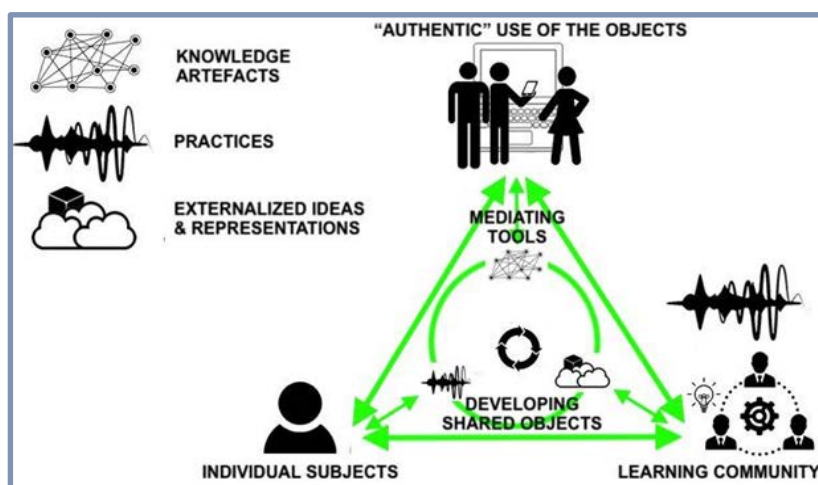 "AUTHENTIC" USE OF THE OBJECTS
KNOWLEDGE
ARTEFACTS
PRACTICES
EXTERNALIZED IDEAS
& REPRESENTATIONS
MEDIATING
TOOLS
DEVELOPING
SHARED OBJECTS
INDIVIDUAL SUBJECTS
LEARNING COMMUNITY